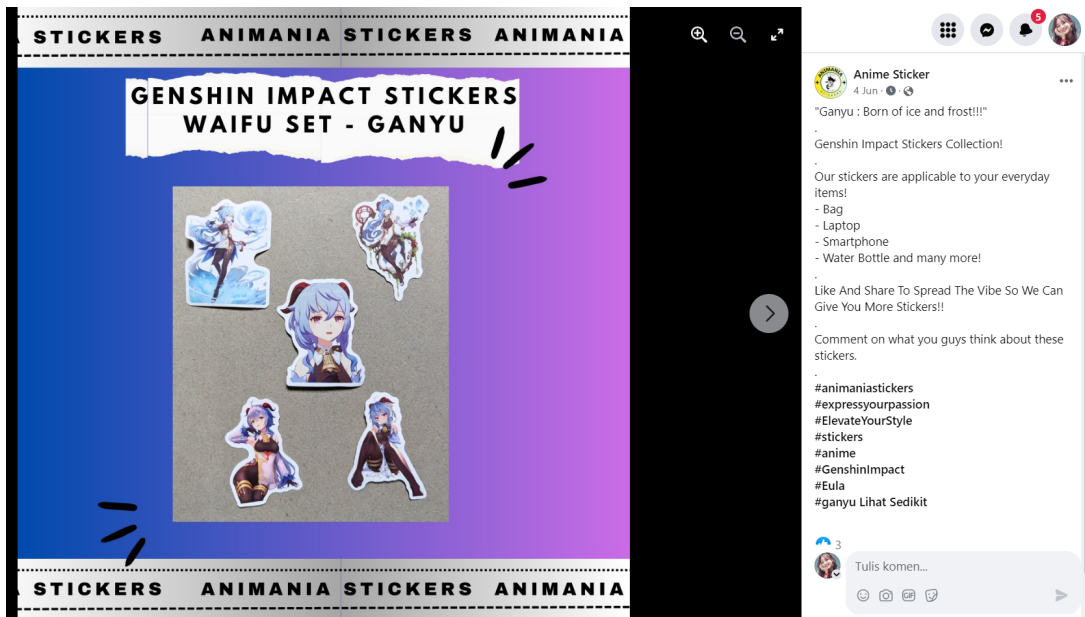 STICKERS ANIMANIA STICKERS ANIMANIA
GENSHIN IMPACT STICKERS
WAIFU SET - GANYU
STICKERS ANIMANIA STICKERS ANIMANIA
5
Anime Sticker
4 Jun
"Ganyu : Born of ice and frost!!!"
.
Genshin Impact Stickers Collection!
.
Our stickers are applicable to your everyday
items!
- Bag
- Laptop
- Smartphone
- Water Bottle and many more!
.
Like And Share To Spread The Vibe So We Can
Give You More Stickers!!
.
Comment on what you guys think about these
stickers.
.
#animaniastickers
#expressyourpassion
#ElevateYourStyle
#stickers
#anime
#GenshinImpact
#Eula
#ganyu Lihat Sedikit
3
Tulis komen...
GIF